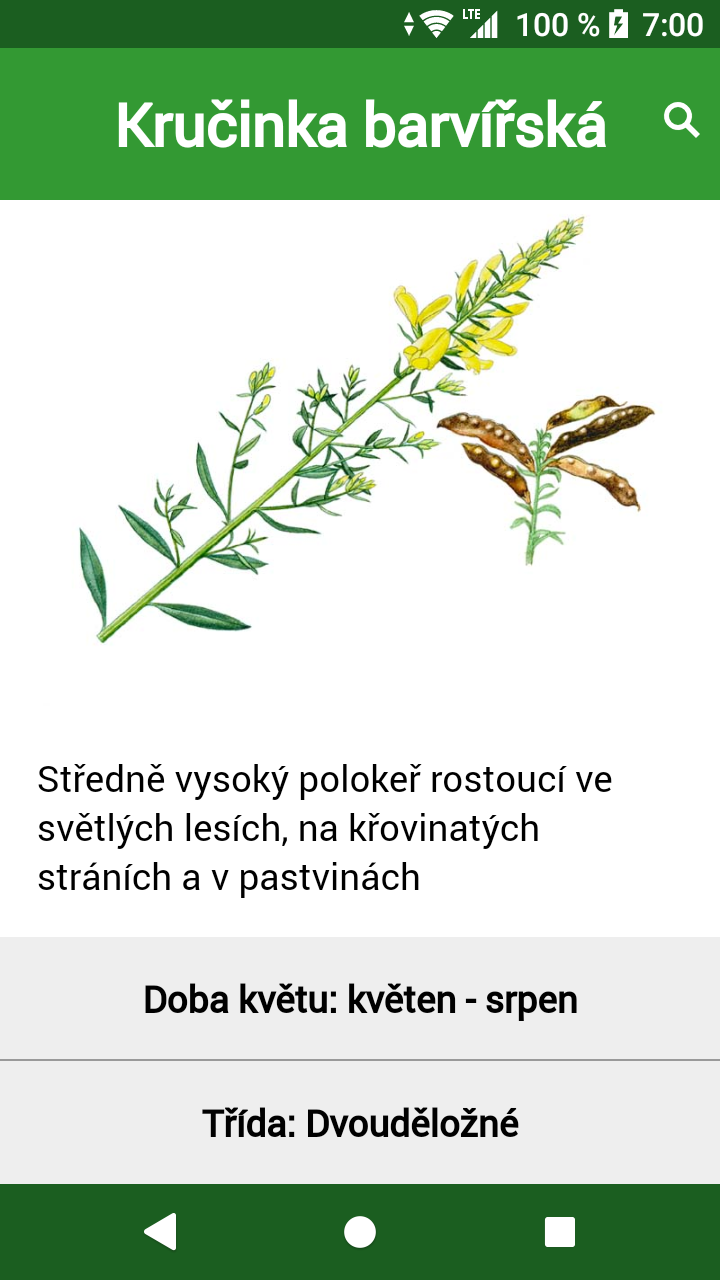 LTE 100 % 7:00
Kručinka barvířská
Středně vysoký polokeř rostoucí ve
světlých lesích, na křovinatých
stráních a v pastvinách
Doba květu: květen - srpen
Třída: Dvouděložné